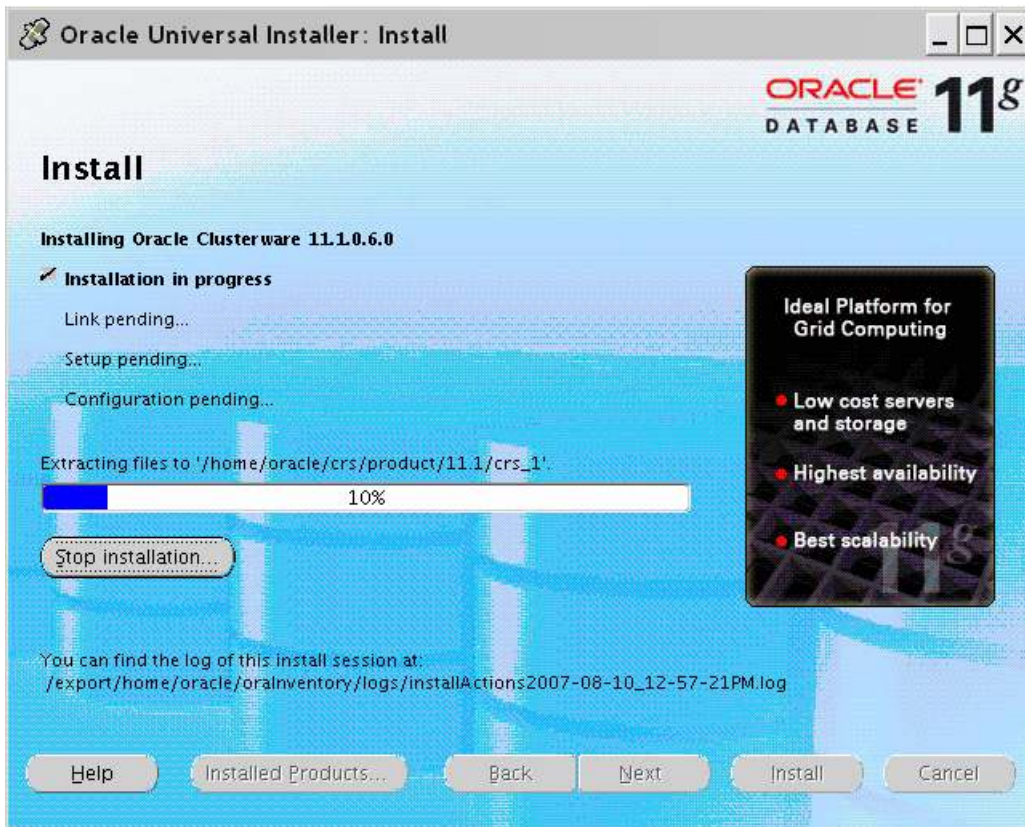 Oracle Universal Installer: Install
ORACLE 11g
DATABASE
Install
Installing Oracle Clusterware 11.1.0.6.0
Installation in progress
Link pending...
Setup pending...
Configuration pending...
Extracting files to '/home/oracle/crs/product/11.1/crs_1'.
10%
Stop installation...
Ideal Platform for
Grid Computing
Low cost servers
and storage
Highest availability
Best scalability
11g
You can find the log of this install session at:
/export/home/oracle/oraInventory/logs/installActions2007-08-10_12-57-21PM.log
Help Installed Products... Back Next Install Cancel